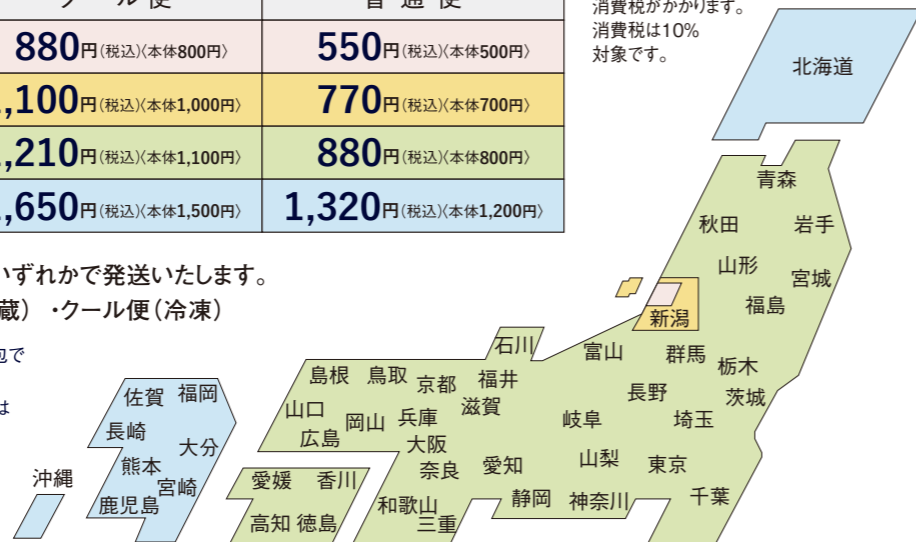 クール便 普通便
880円(税込)〈本体800円〉 550円(税込)〈本体500円〉
,100円(税込)〈本体1,000円〉 770円(税込)〈本体700円〉
,210円(税込)〈本体1,100円〉 880円(税込)〈本体800円〉
,650円(税込)〈本体1,500円〉 1,320円(税込)〈本体1,200円〉
消費税がかかります。
消費税は10%
対象です。
いずれかで発送いたします。
蔵) ・クール便(冷凍)
包で
は
北海道
青森
秋田 岩手
山形 宮城
福島
新潟
石川 富山 群馬 栃木
島根 鳥取 京都 福井 長野 茨城
山口 岡山 兵庫 滋賀 岐阜 埼玉
広島 大阪
奈良 愛知 山梨 東京
和歌山 三重 静岡 神奈川 千葉
愛媛 香川
高知 徳島
佐賀 福岡
長崎 大分
熊本 宮崎
鹿児島
沖縄